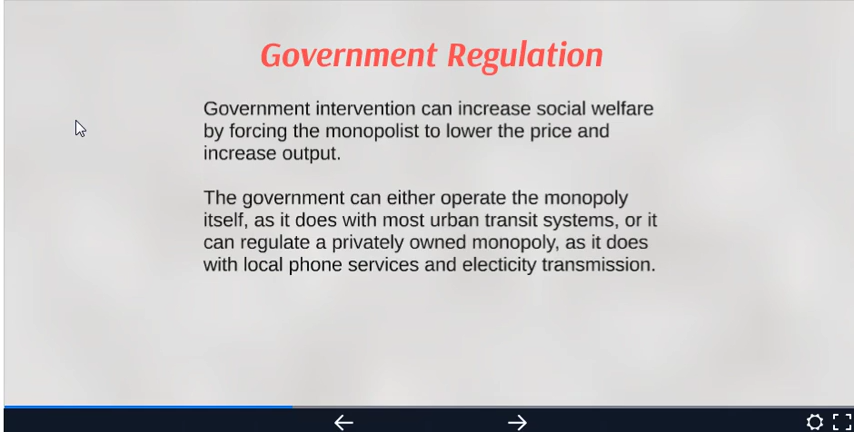 Government Regulation
Government intervention can increase social welfare
by forcing the monopolist to lower the price and
increase output.
The government can either operate the monopoly
itself, as it does with most urban transit systems, or it
can regulate a privately owned monopoly, as it does
with local phone services and electicity transmission.